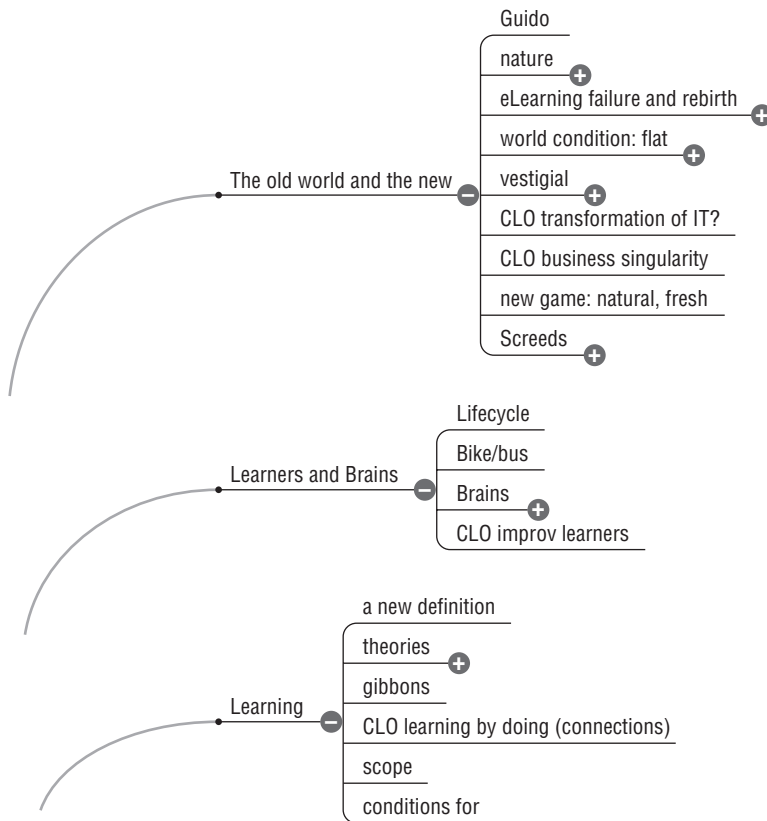 The old world and the new
Guido
nature
eLearning failure and rebirth
world condition: flat
vestigial
CLO transformation of IT?
CLO business singularity
new game: natural, fresh
Screeds
Learners and Brains
Lifecycle
Bike/bus
Brains
CLO improv learners
Learning
a new definition
theories
gibbons
CLO learning by doing (connections)
scope
conditions for